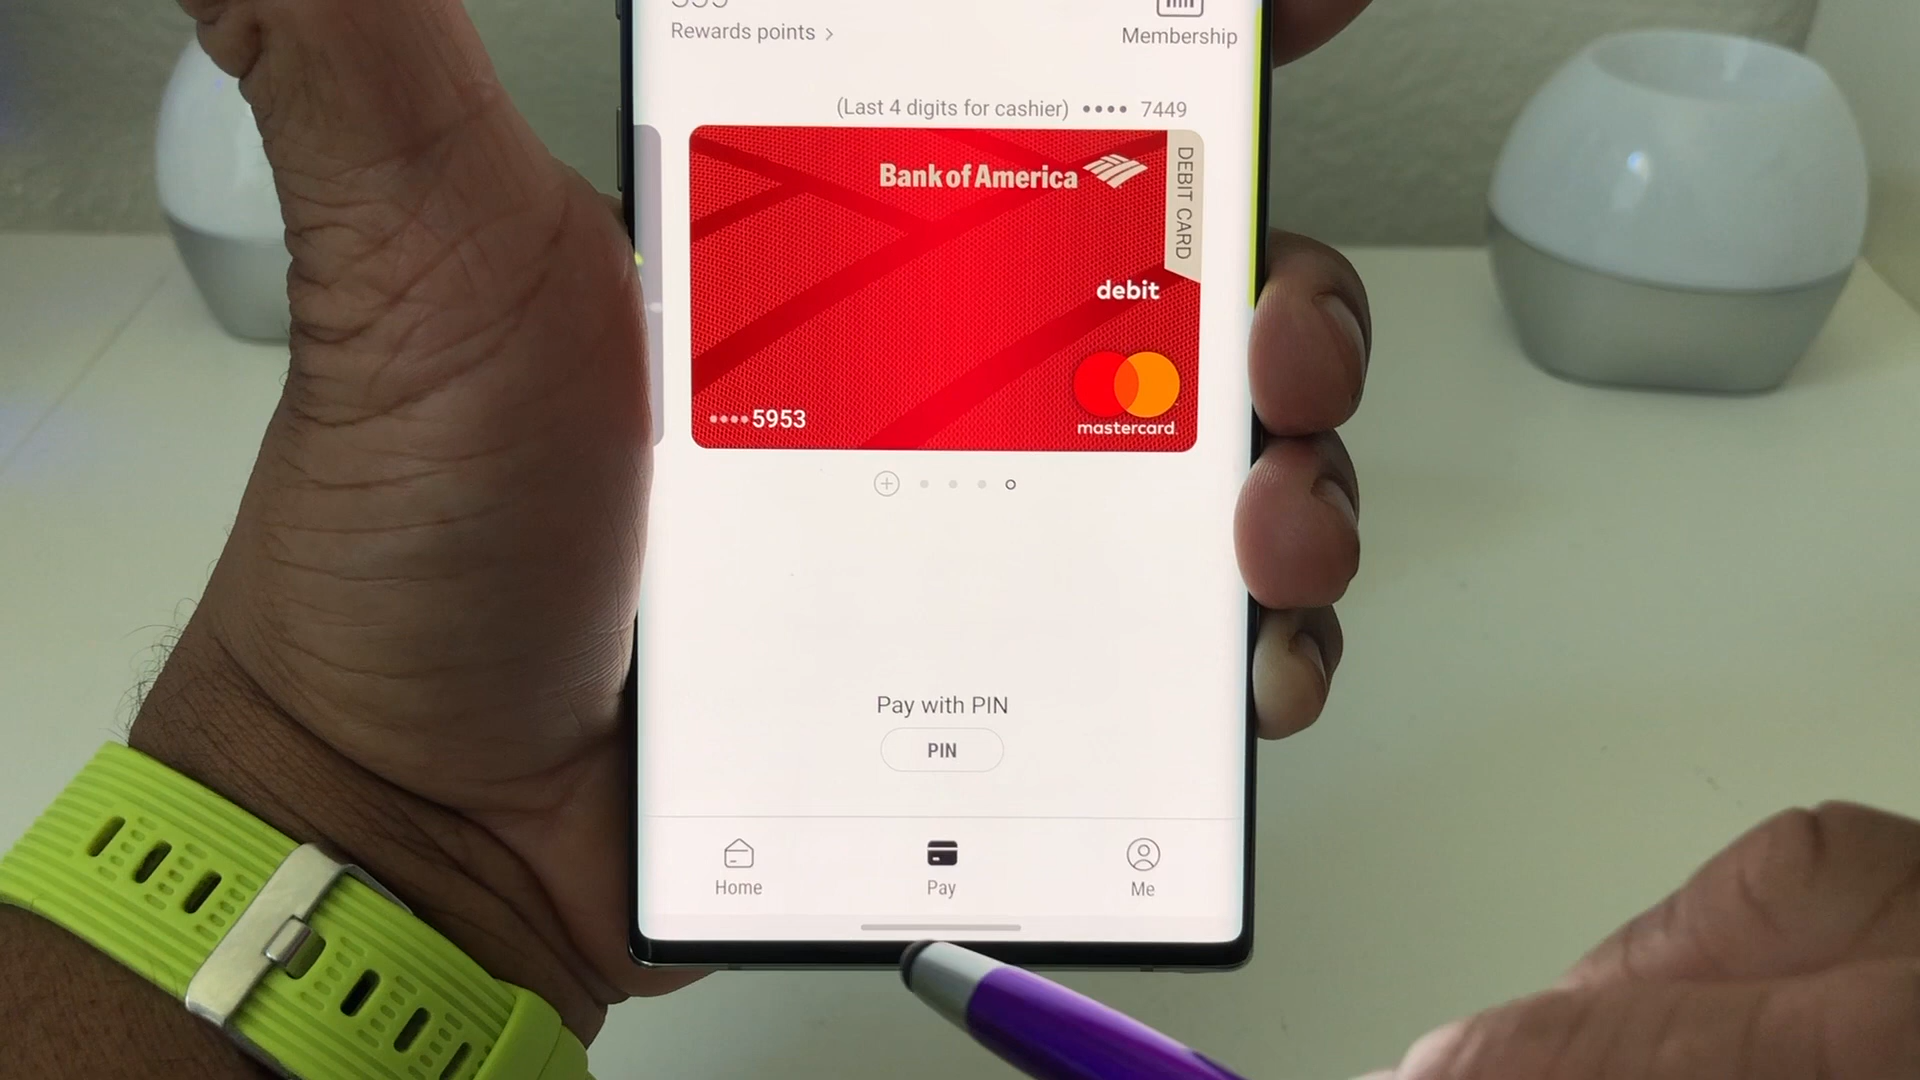 Rewards points >
Membership
(Last 4 digits for cashier) •••• 7449
Bank of America
DEBIT CARD
debit
••••5953
mastercard
Pay with PIN
PIN
Home
Pay
Me